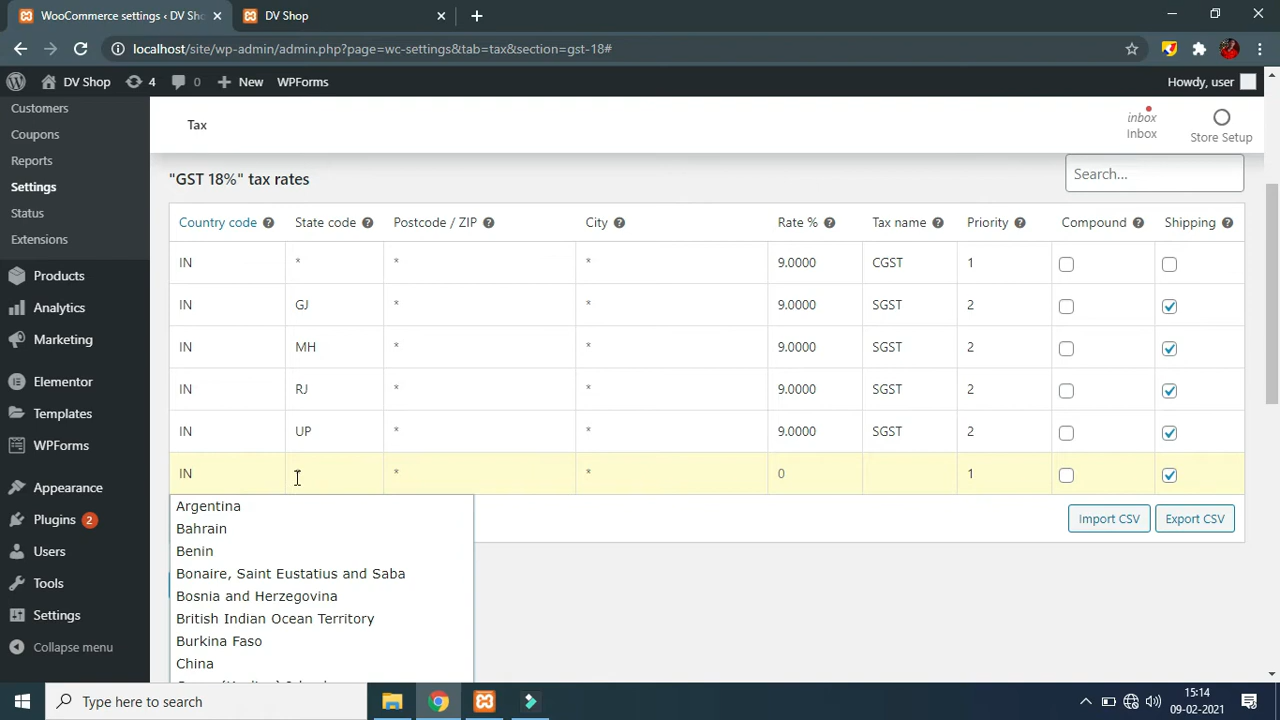 WooCommerce settings ‹ DV Sho
DV Shop
localhost/site/wp-admin/admin.php?page=wc-settings&tab=tax&section=gst-18#
DV Shop 4 0 New WPForms Howdy, user
Customers
Coupons
Reports
Settings
Status
Extensions
Products
Analytics
Marketing
Elementor
Templates
WPForms
Appearance
Plugins 2
Users
Tools
Settings
Collapse menu
Tax
inbox
Inbox
Store Setup
"GST 18%" tax rates
Search...
Country code State code Postcode / ZIP City Rate % Tax name Priority Compound Shipping
IN * * * 9.0000 CGST 1
IN GJ * * 9.0000 SGST 2
IN MH * * 9.0000 SGST 2
IN RJ * * 9.0000 SGST 2
IN UP * * 9.0000 SGST 2
IN * * 0 1
Argentina
Bahrain
Benin
Bonaire, Saint Eustatius and Saba
Bosnia and Herzegovina
British Indian Ocean Territory
Burkina Faso
China
Import CSV Export CSV
Type here to search
15:14
09-02-2021